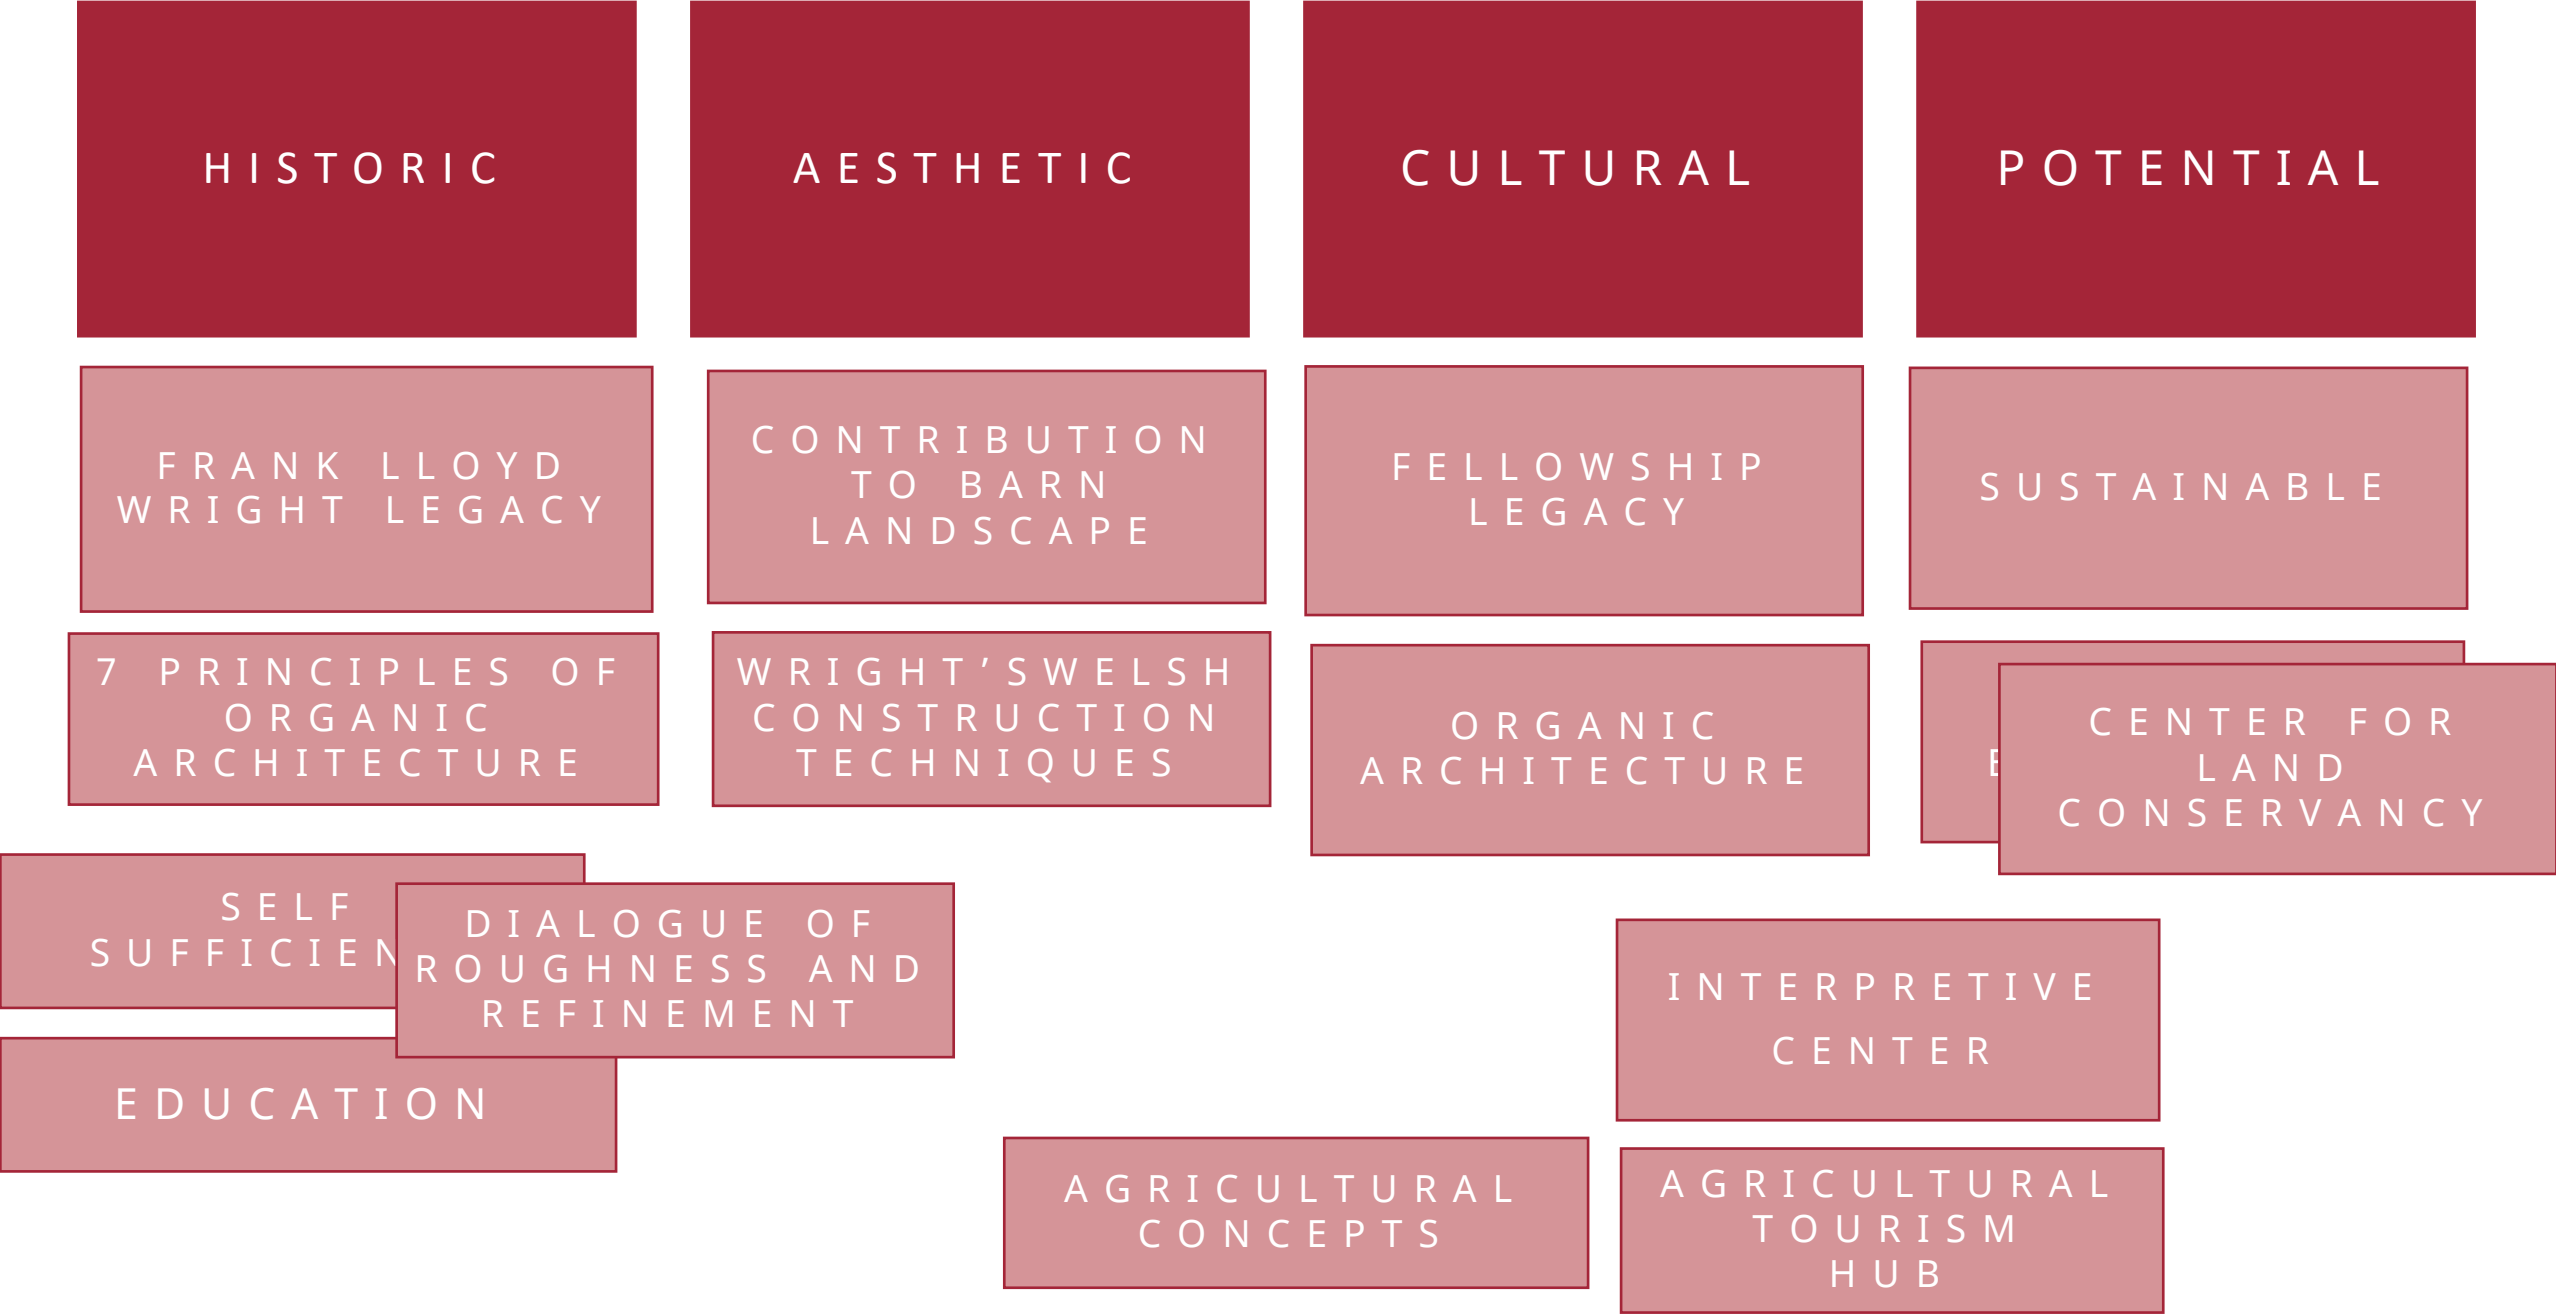 HISTORIC
AESTHETIC
CULTURAL
POTENTIAL
FRANK LLOYD
WRIGHT LEGACY
CONTRIBUTION
TO BARN
LANDSCAPE
FELLOWSHIP
LEGACY
SUSTAINABLE
7 PRINCIPLES OF
ORGANIC
ARCHITECTURE
WRIGHT’SWELSH
CONSTRUCTION
TECHNIQUES
ORGANIC
ARCHITECTURE
CENTER FOR
LAND
CONSERVANCY
SELF
DIALOGUE OF
ROUGHNESS AND
REFINEMENT
EDUCATION
INTERPRETIVE
CENTER
AGRICULTURAL
CONCEPTS
AGRICULTURAL
TOURISM
HUB